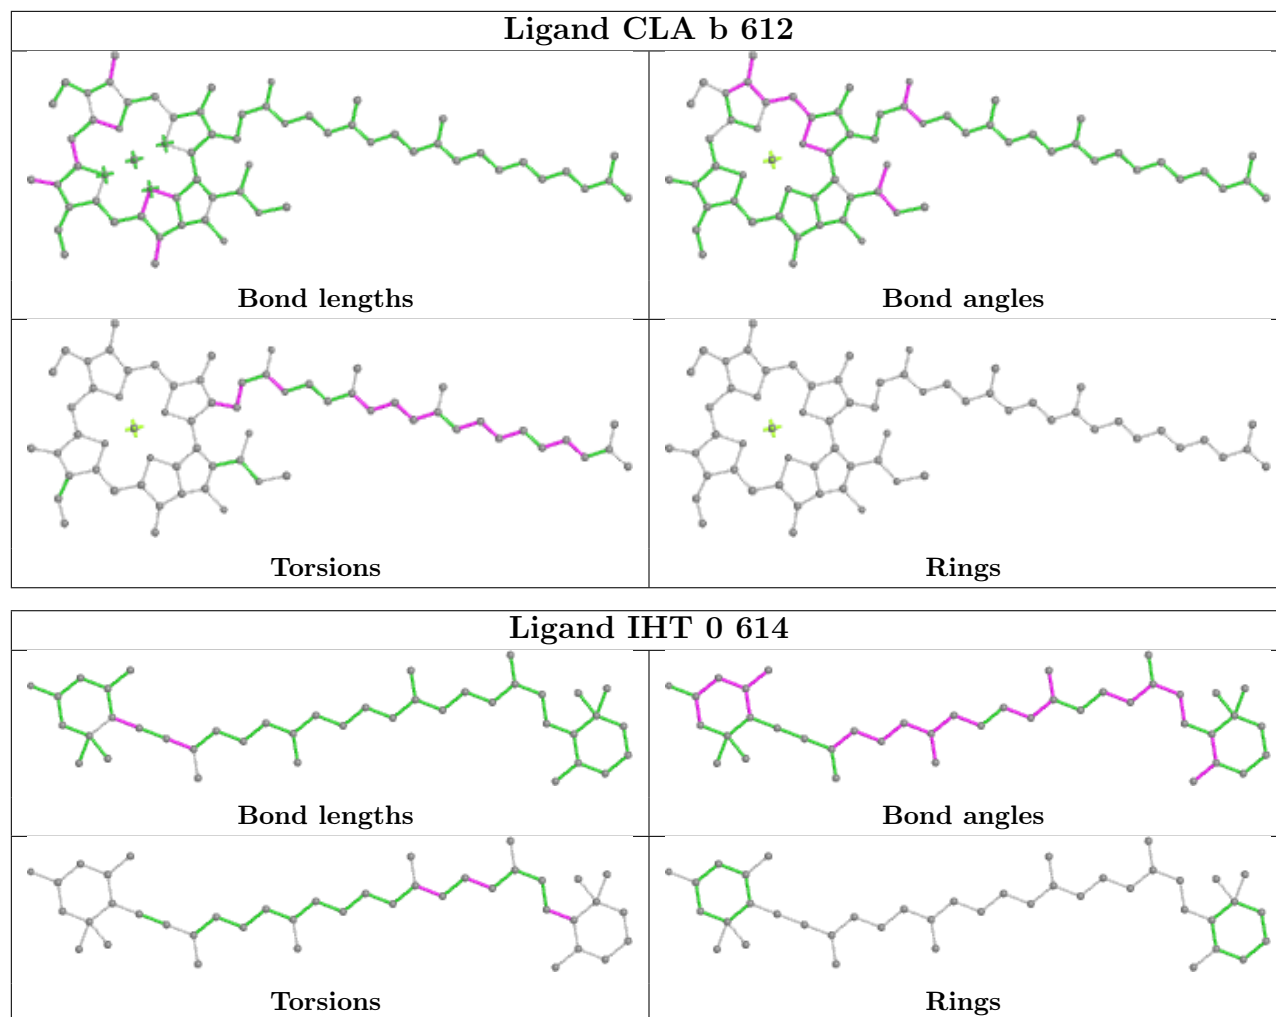 Ligand CLA b 612
Bond lengths
Bond angles
Torsions
Rings
Ligand IHT 0 614
Bond lengths
Bond angles
Torsions
Rings